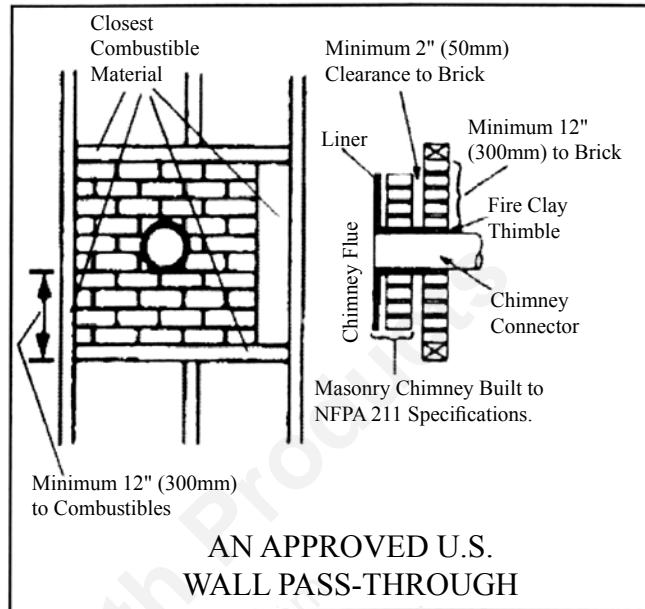 Closest
Combustible
Material
Minimum 2" (50mm)
Clearance to Brick
Minimum 12"
(300mm) to Brick
Liner
Fire Clay
Thimble
Chimney Flue
Chimney
Connector
Masonry Chimney Built to
NFPA 211 Specifications.
Minimum 12" (300mm)
to Combustibles
AN APPROVED U.S.
WALL PASS-THROUGH
Products